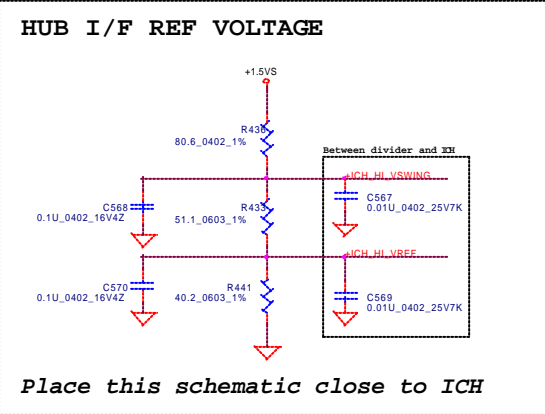 HUB I/F REF VOLTAGE
+1.5VS
R436
80.6_0402_1%
Between divider and ICH
+ICH_HI_VSWING
C568
0.1U_0402_16V4Z
R433
51.1_0603_1%
C567
0.01U_0402_25V7K
+ICH_HI_VREF
C570
0.1U_0402_16V4Z
R441
40.2_0603_1%
C569
0.01U_0402_25V7K
Place this schematic close to ICH